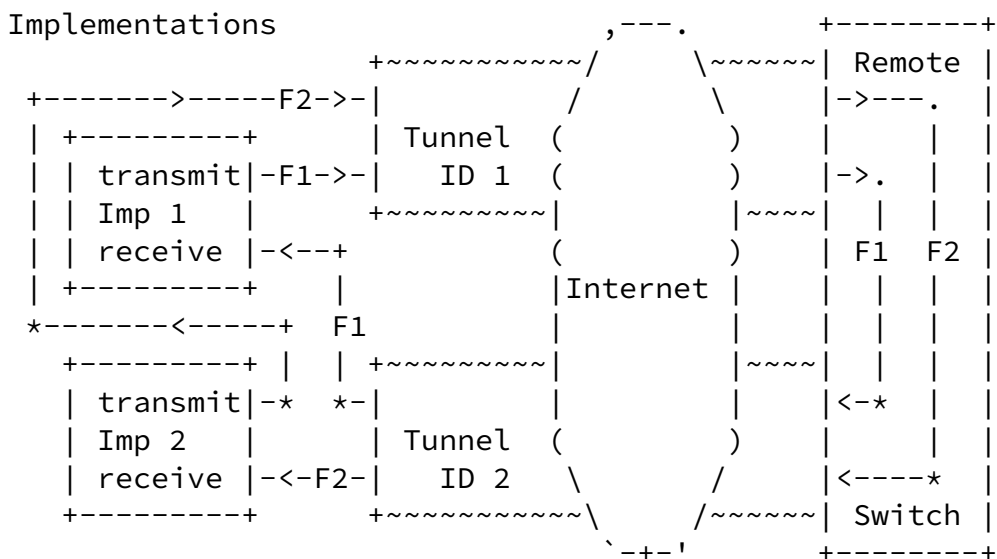 Implementations             ,---.       +--------+
                   +~~~~~~~~~~~/     \~~~~~~| Remote |
 +------->-----F2->-|          /       \     |->---.  |
 | +---------+      | Tunnel  (         )    |     |  |
 | | transmit|-F1->-|   ID 1  (         )    |->.  |  |
 | | Imp 1   |      +~~~~~~~~~|         |~~~~|  |  |  |
 | | receive |-<--+           (         )    | F1  F2 |
 | +---------+    |           |Internet |    |  |  |  |
 *-------<-----+  F1          |         |    |  |  |  |
   +---------+ |  | +~~~~~~~~~|         |~~~~|  |  |  |
   | transmit|-*  *-|         |         |    |<-*  |  |
   | Imp 2   |      | Tunnel  (         )    |     |  |
   | receive |-<-F2-|   ID 2   \       /     |<----*  |
   +---------+      +~~~~~~~~~~~\     /~~~~~~| Switch |
                                 `-+-'       +--------+